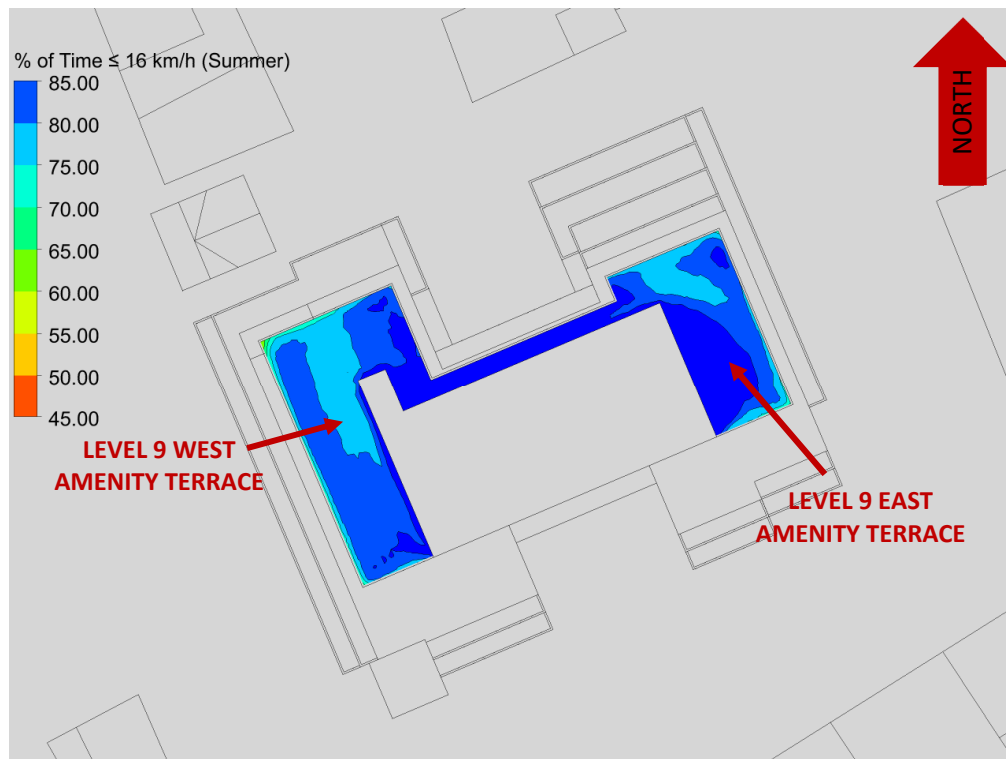 % of Time ≤ 16 km/h (Summer)
85.00
80.00
75.00
70.00
65.00
60.00
55.00
50.00
45.00
NORTH
LEVEL 9 WEST
AMENITY TERRACE
LEVEL 9 EAST
AMENITY TERRACE